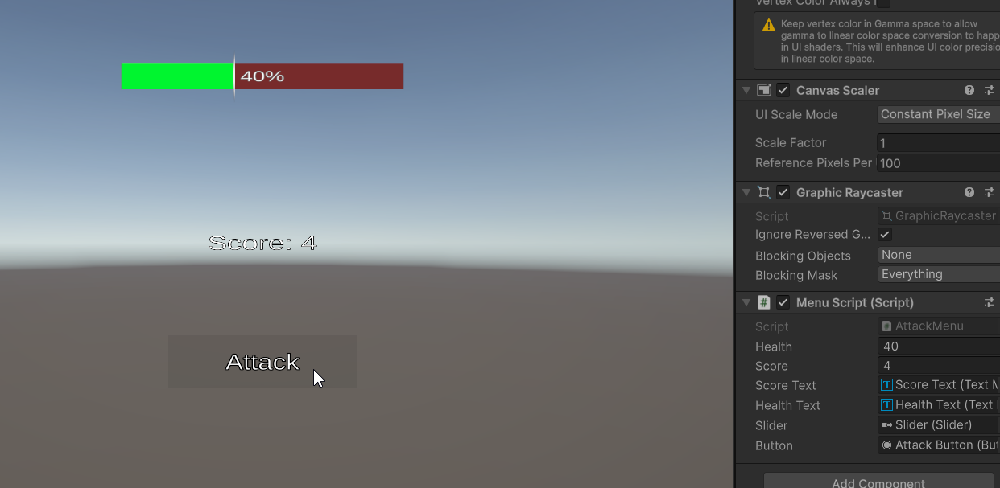 40%
Score: 4
Attack
Vertex Color Always
Keep vertex color in Gamma space to allow
gamma to linear color space conversion to happ
in UI shaders. This will enhance UI color precisio
in linear color space.
Canvas Scaler
UI Scale Mode Constant Pixel Size
Scale Factor 1
Reference Pixels Per 100
Graphic Raycaster
Script GraphicRaycaster
Ignore Reversed G...
Blocking Objects None
Blocking Mask Everything
# Menu Script (Script)
Script # AttackMenu
Health 40
Score 4
Score Text T Score Text (Text M
Health Text T Health Text (Text
Slider Slider (Slider)
Button Attack Button (But
Add Component